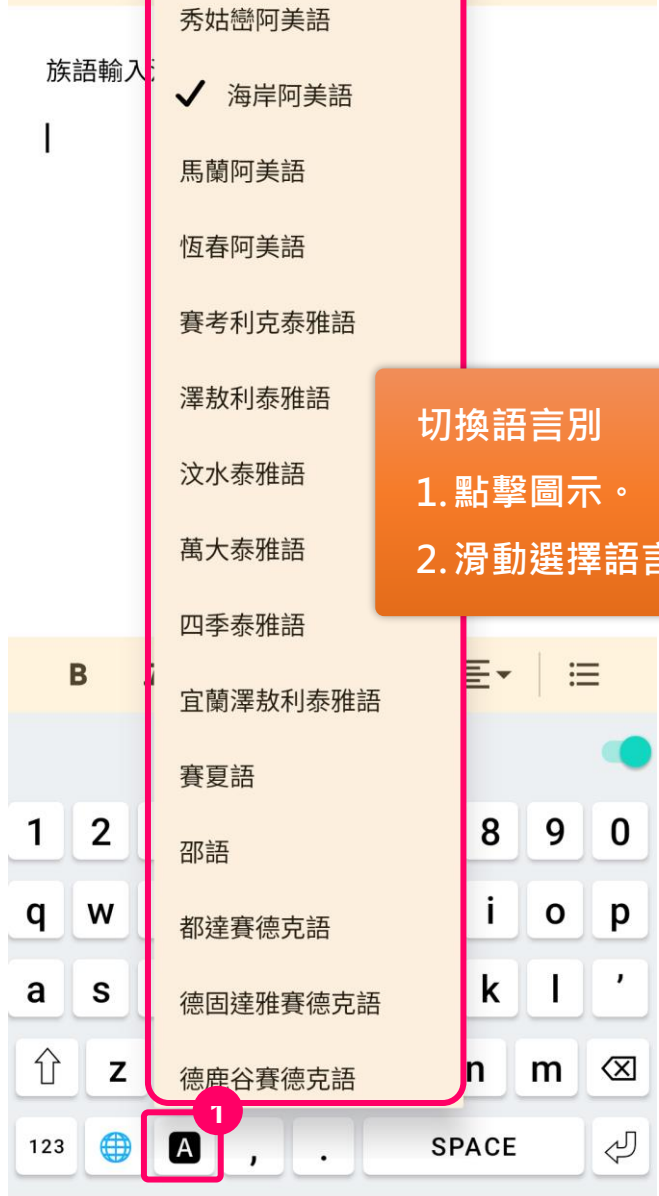 秀姑巒阿美語
族語輸入
海岸阿美語
馬蘭阿美語
恆春阿美語
賽考利克泰雅語
澤敖利泰雅語
切換語言別
1. 點擊圖示。
汶水泰雅語
萬大泰雅語
2. 滑動選擇語言
四季泰雅語
B
宜蘭澤敖利泰雅語
賽夏語
1 2 8 9 0
邵語
q w i o p
都達賽德克語
a s k l ’
德固達雅賽德克語
z n m
德鹿谷賽德克語
1
123 A , . SPACE